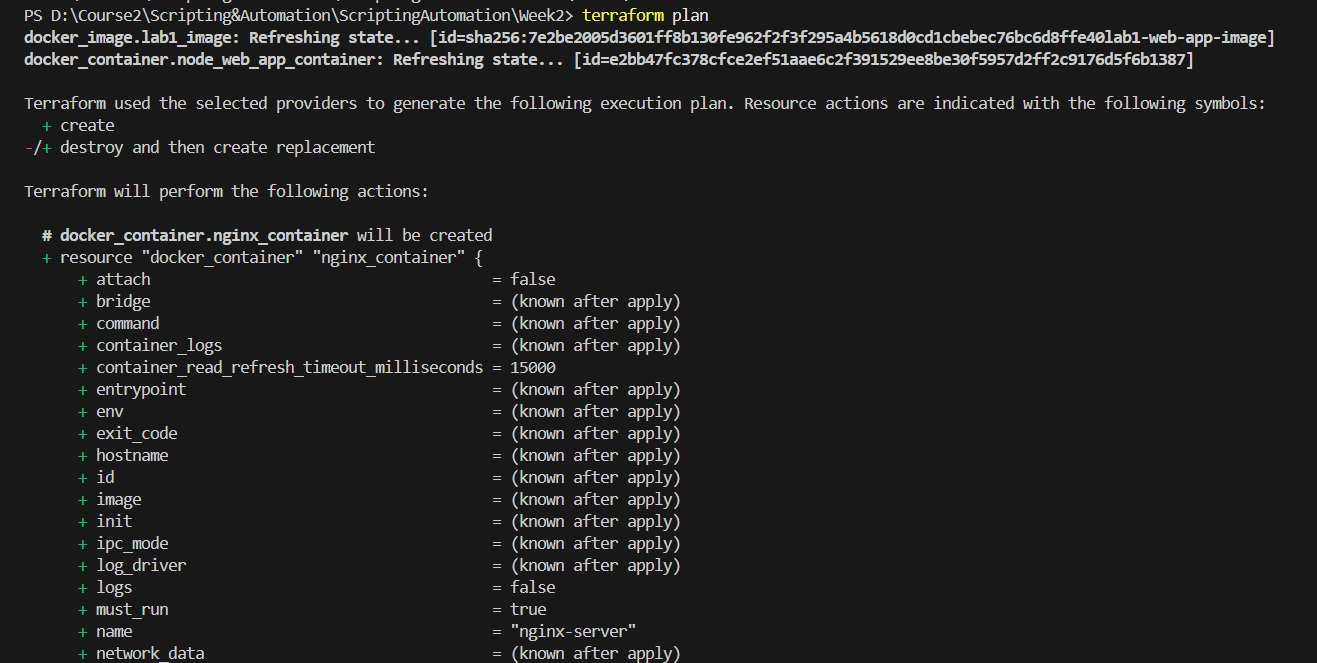 PS D:\Course2\Scripting&Automation\ScriptingAutomation\Week2> terraform plan
docker_image.lab1_image: Refreshing state... [id=sha256:7e2be2005d3601ff8b130fe962f2f3f295a4b5618d0cd1cbebec76bc6d8ffe40lab1-web-app-image]
docker_container.node_web_app_container: Refreshing state... [id=e2bb47fc378cfce2ef51aae6c2f391529ee8be30f5957d2ff2c9176d5f6b1387]
Terraform used the selected providers to generate the following execution plan. Resource actions are indicated with the following symbols:
  + create
-/+ destroy and then create replacement
Terraform will perform the following actions:
  # docker_container.nginx_container will be created
  + resource "docker_container" "nginx_container" {
      + attach                                      = false
      + bridge                                      = (known after apply)
      + command                                     = (known after apply)
      + container_logs                              = (known after apply)
      + container_read_refresh_timeout_milliseconds = 15000
      + entrypoint                                  = (known after apply)
      + env                                         = (known after apply)
      + exit_code                                   = (known after apply)
      + hostname                                    = (known after apply)
      + id                                          = (known after apply)
      + image                                       = (known after apply)
      + init                                        = (known after apply)
      + ipc_mode                                    = (known after apply)
      + log_driver                                  = (known after apply)
      + logs                                        = false
      + must_run                                    = true
      + name                                        = "nginx-server"
      + network_data                                = (known after apply)